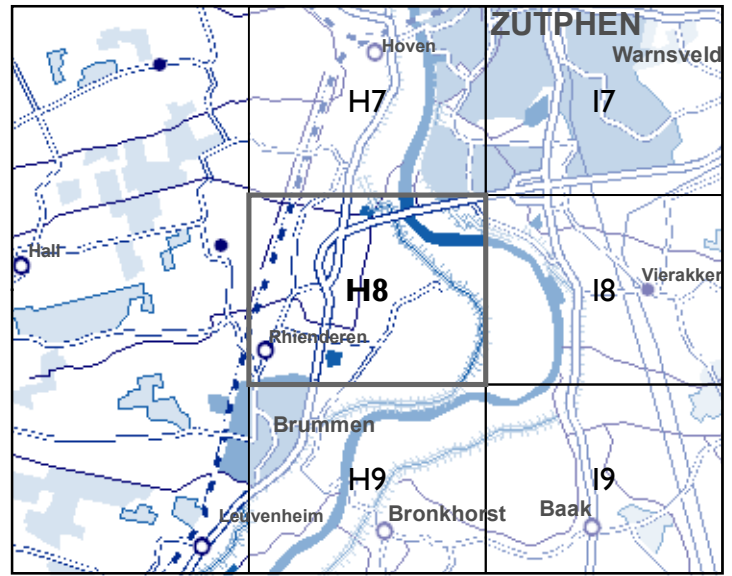 ZUTPHEN
Hoven
Warnsveld
H7
I7
Hall
Vierakker
H8
I8
Rhienderen
Brummen
H9
I9
Leuvenheim
Bronkhorst
Baak